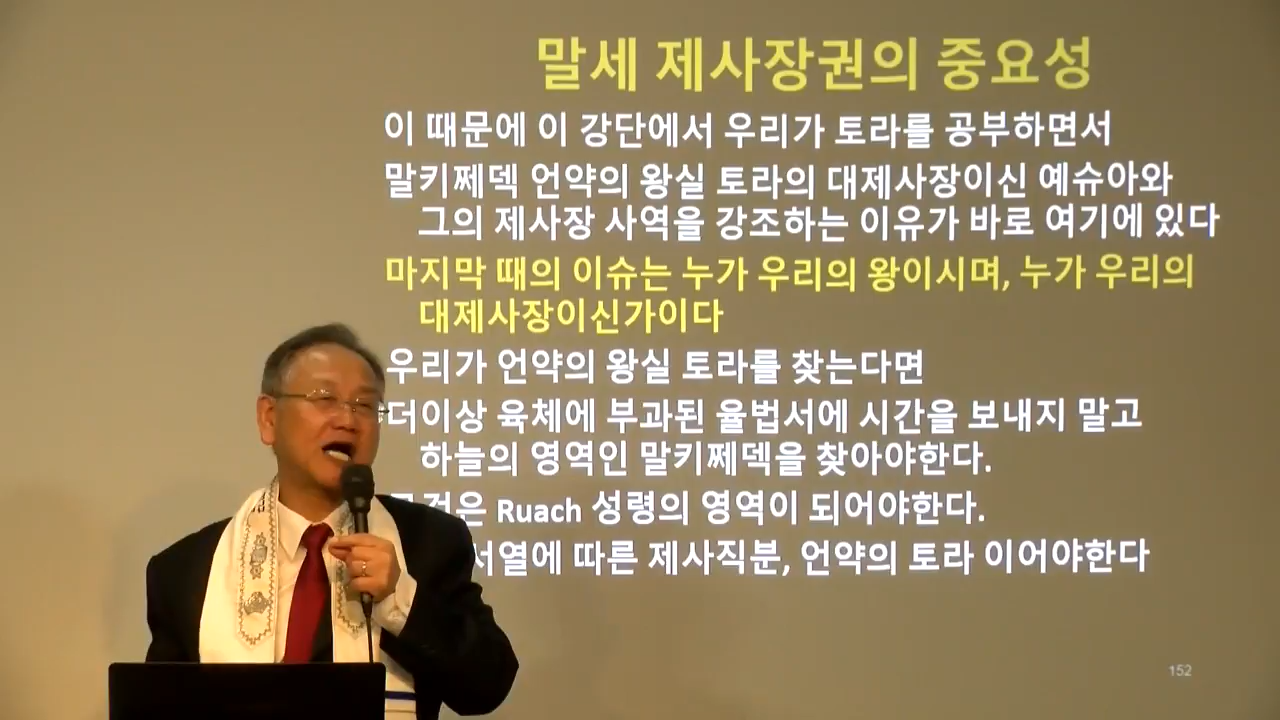 말세 제사장권의 중요성
이 때문에 이 강단에서 우리가 토라를 공부하면서
말키쩨덱 언약의 왕실 토라의 대제사장이신 예슈아와
그의 제사장 사역을 강조하는 이유가 바로 여기에 있다
마지막 때의 이슈는 누가 우리의 왕이시며, 누가 우리의
대제사장이신가이다
우리가 언약의 왕실 토라를 찾는다면
더이상 육체에 부과된 율법서에 시간을 보내지 말고
하늘의 영역인 말키쩨덱을 찾아야한다.
Ruach 성령의 영역이 되어야한다.
서열에 따른 제사직분, 언약의 토라 이어야한다
152